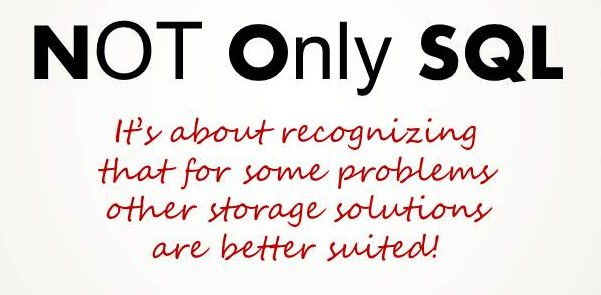 NOT Only SQL
It's about recognizing
that for some problems
other storage solutions
are better suited!